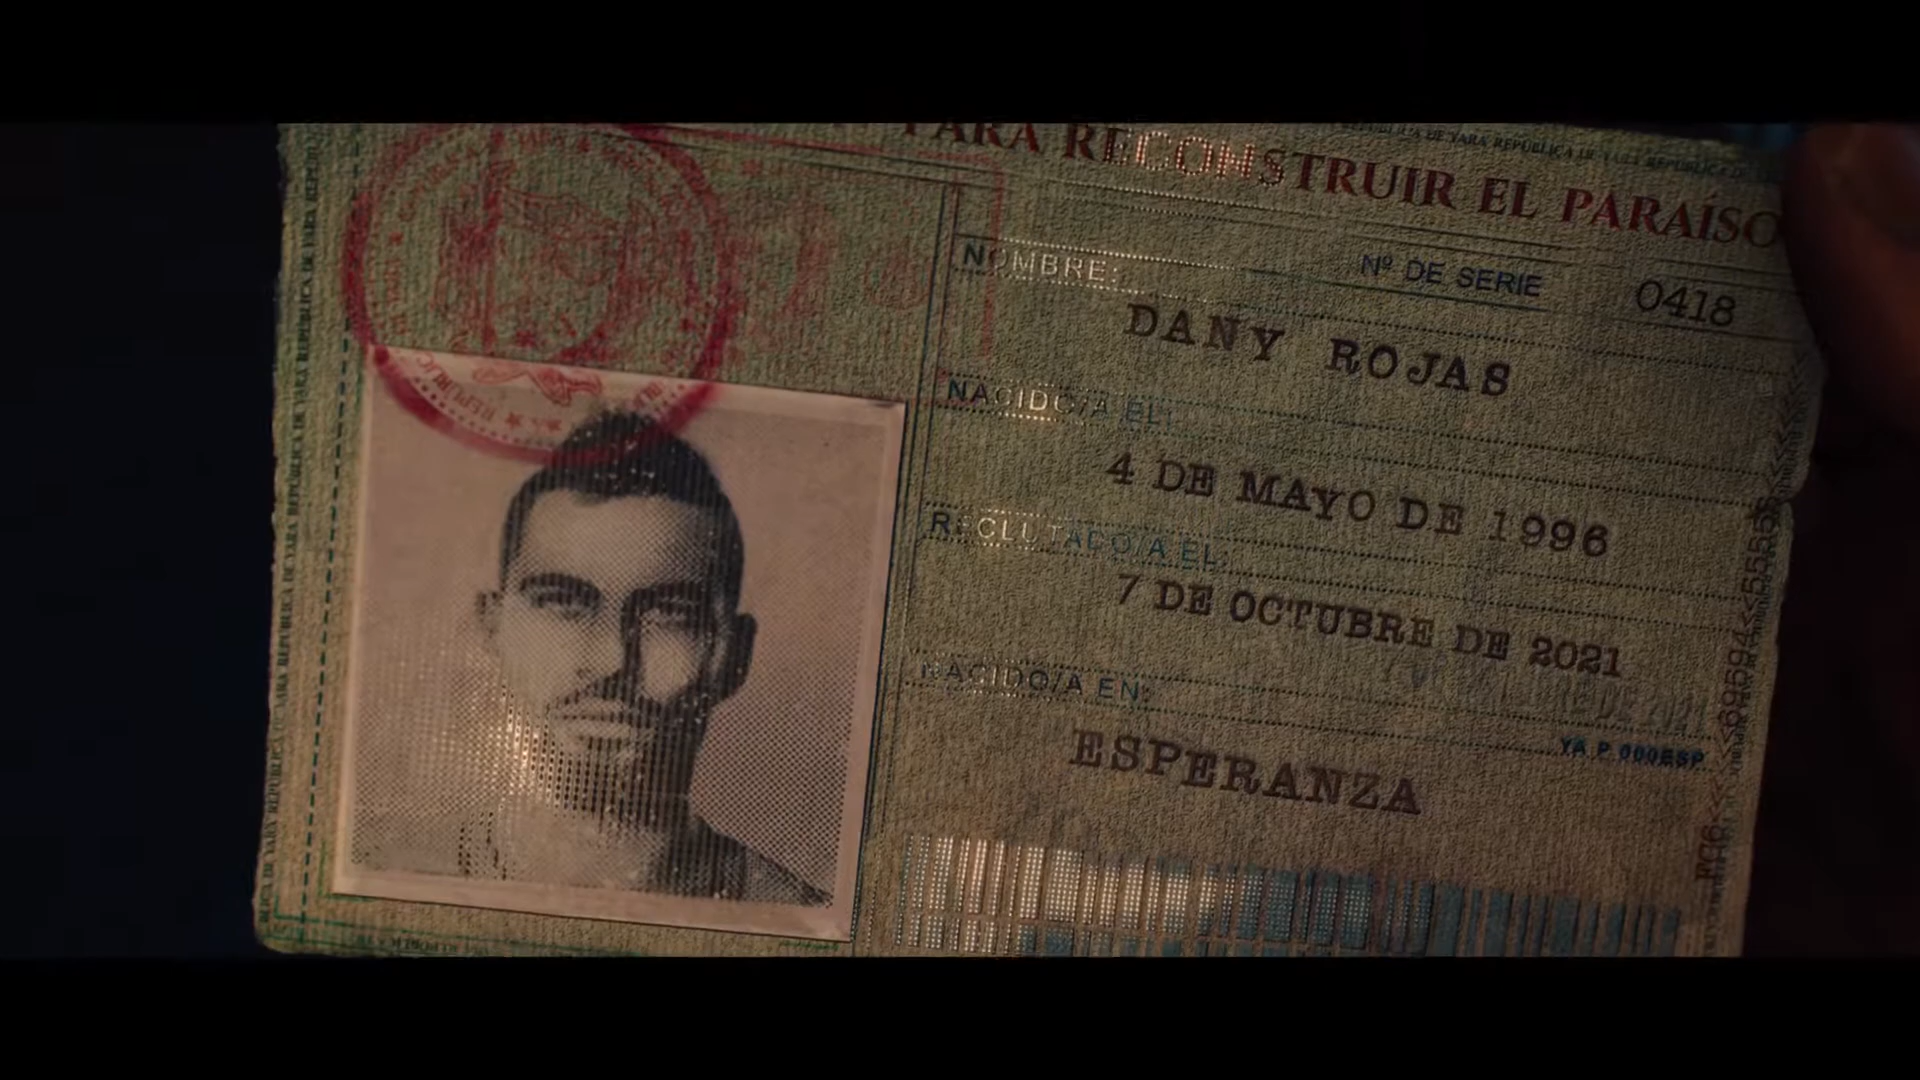 PARA RECONSTRUIR EL PARAÍSO
NOMBRE:
Nº DE SERIE
0418
DANY ROJAS
NACIDO/A EL:
4 DE MAYO DE 1996
RECLUTADO/A EL:
7 DE OCTUBRE DE 2021
NACIDO/A EN:
YA P 000ESP
ESPERANZA